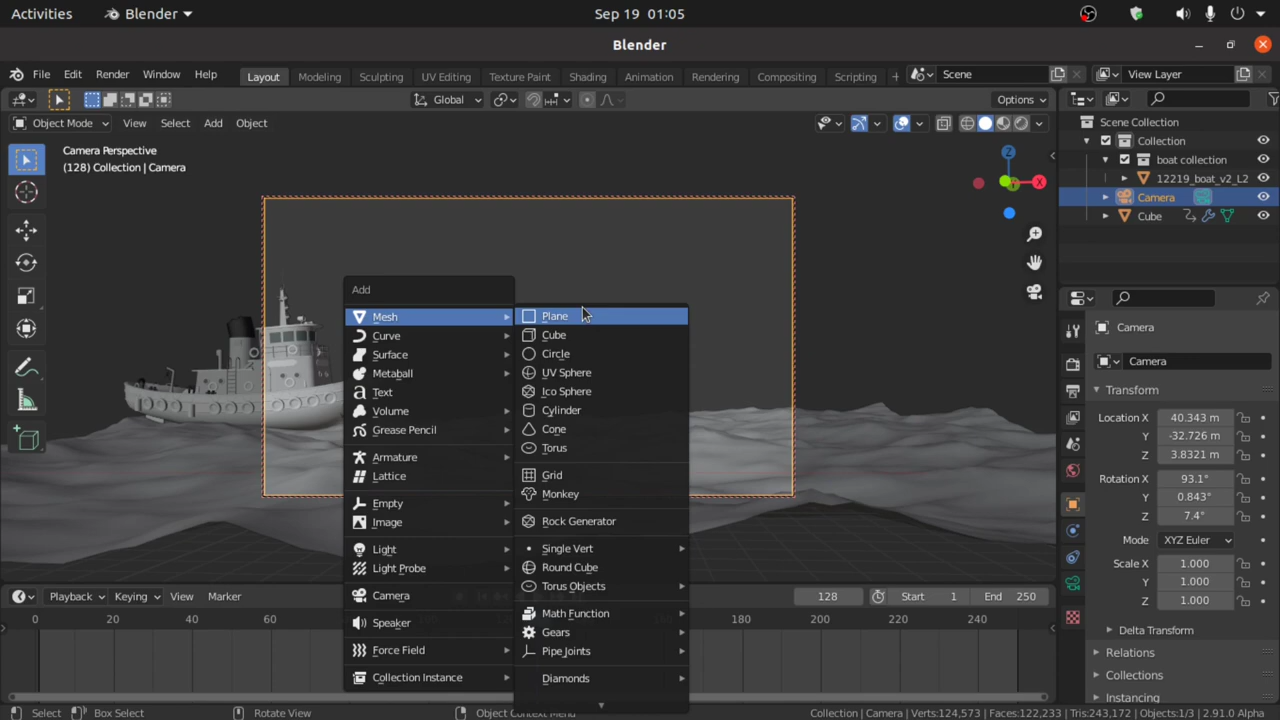 Activities
Blender
Sep 19 01:05
Blender
File Edit Render Window Help
Layout Modeling Sculpting UV Editing Texture Paint Shading Animation Rendering Compositing Scripting +
Scene
View Layer
Global
Options
Object Mode
View Select Add Object
Camera Perspective
(128) Collection | Camera
Z
X
Scene Collection
Collection
boat collection
12219_boat_v2_L2
Camera
Cube
Add
Mesh
Curve
Surface
Metaball
Text
Volume
Grease Pencil
Armature
Lattice
Empty
Image
Light
Light Probe
Camera
Speaker
Force Field
Collection Instance
Plane
Cube
Circle
UV Sphere
Ico Sphere
Cylinder
Cone
Torus
Grid
Monkey
Rock Generator
Single Vert
Round Cube
Torus Objects
Math Function
Gears
Pipe Joints
Diamonds
Camera
Camera
Transform
Location X 40.343 m
Y -32.726 m
Z 3.8321 m
Rotation X 93.1°
Y 0.843°
Z 7.4°
Mode XYZ Euler
Scale X 1.000
Y 1.000
Z 1.000
Delta Transform
Relations
Collections
Instancing
Playback Keying View Marker
128
Start 1
End 250
0 20 40 60 180 200 220 240
Select
Box Select
Rotate View
Object Context Menu
Collection | Camera | Verts:124,573 | Faces:122,233 | Tris:243,172 | Objects:1/3 | 2.91.0 Alpha